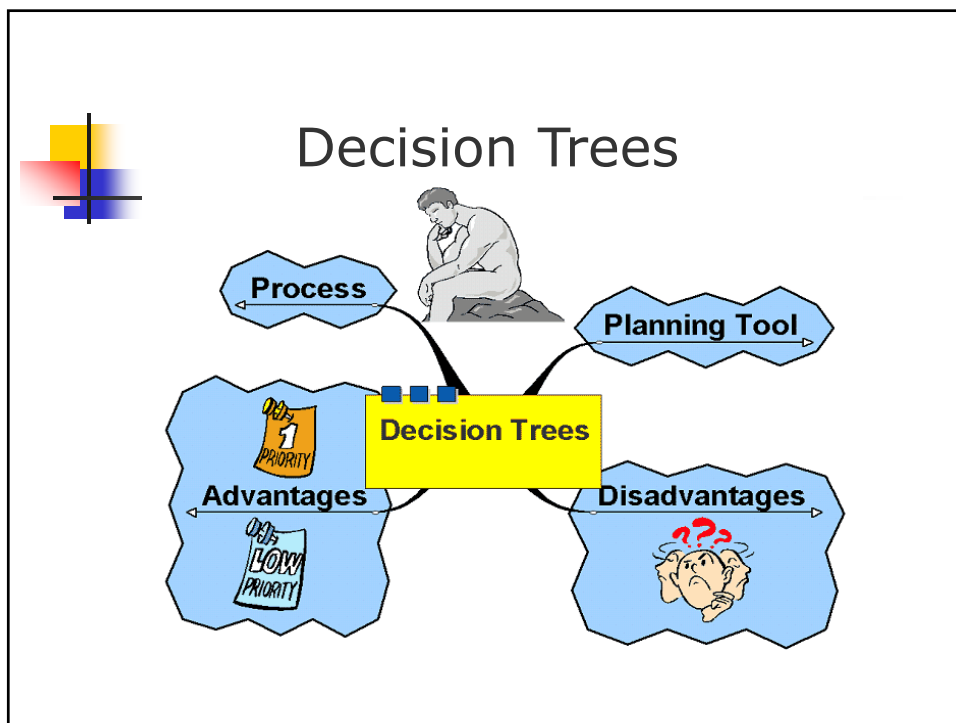 Decision Trees
Process
Planning Tool
Decision Trees
1
PRIORITY
Advantages
LOW
PRIORITY
Disadvantages
???